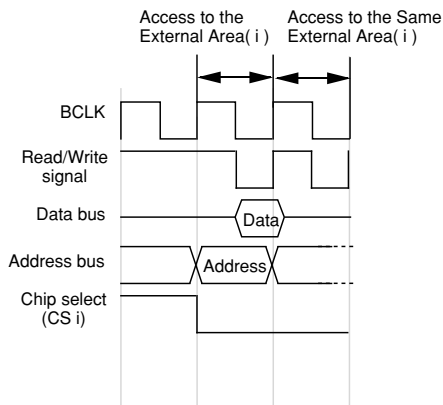 Access to the
External Area( i )
Access to the Same
External Area( i )
BCLK
Read/Write
signal
Data bus
Data
Address bus
Address
Chip select
(CS i)